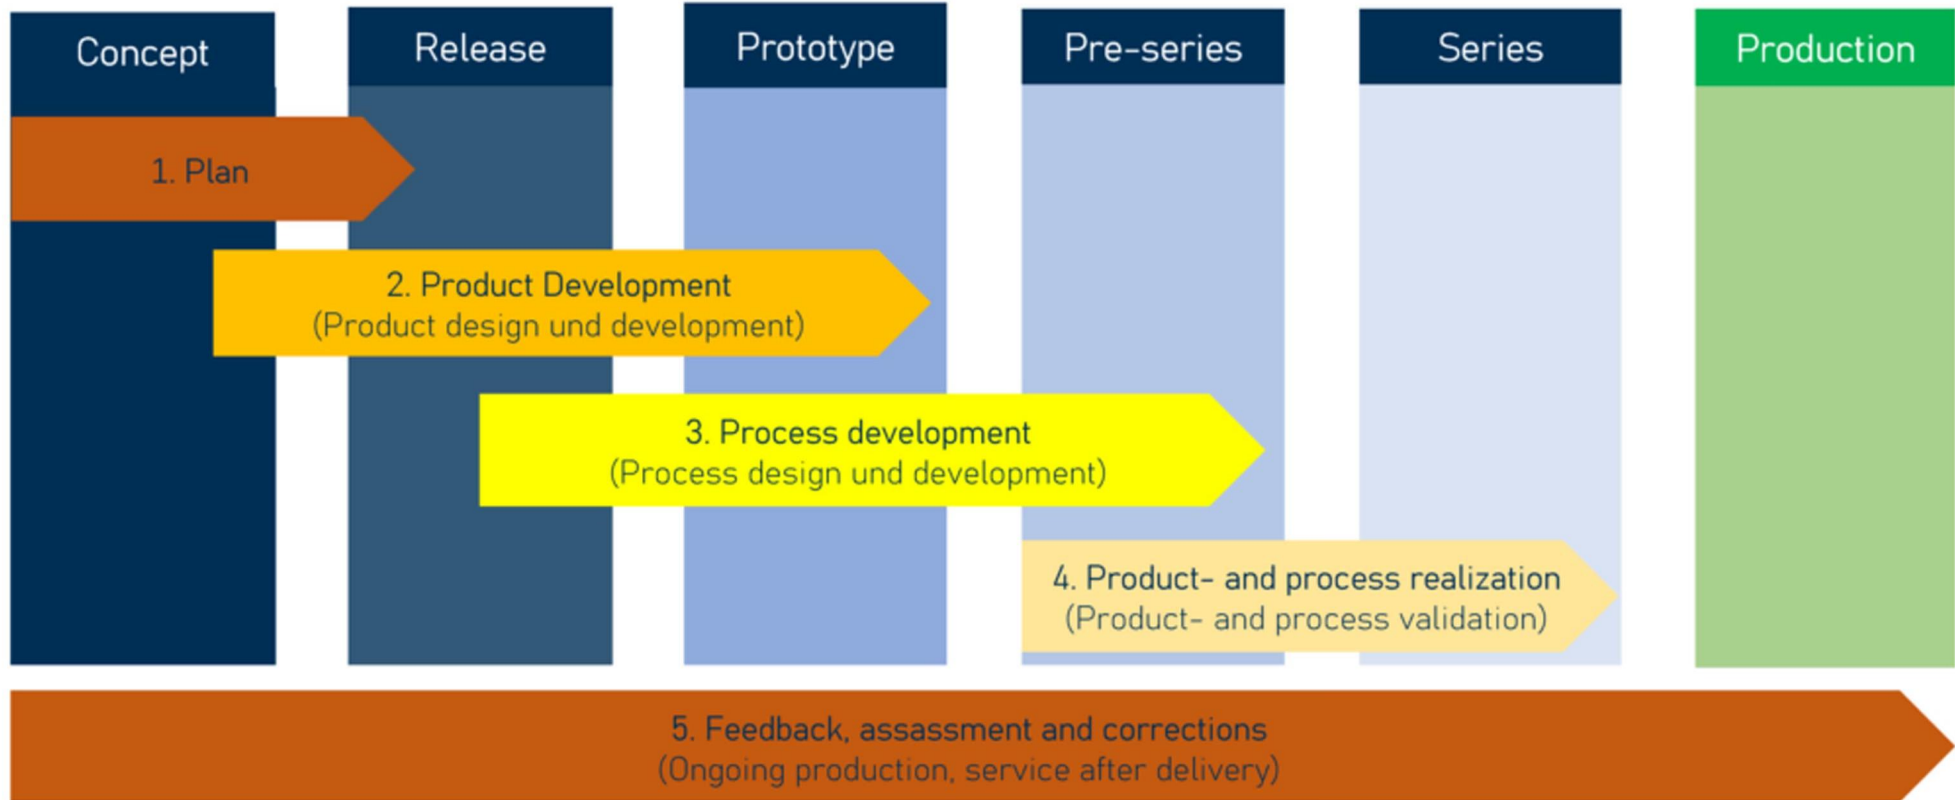 Concept
Release
Prototype
Pre-series
Series
Production
1. Plan
2. Product Development
(Product design und development)
3. Process development
(Process design und development)
4. Product- and process realization
(Product- and process validation)
5. Feedback, assassment and corrections
(Ongoing production, service after delivery)